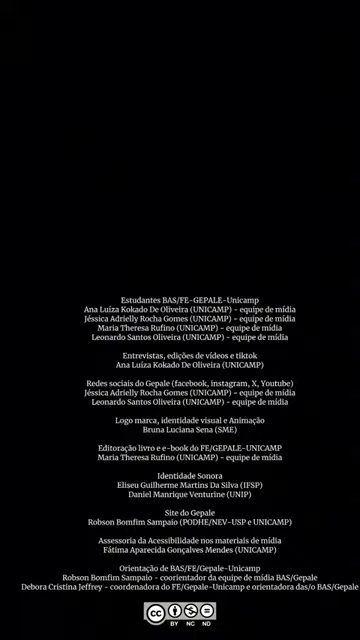 Estudantes BAS/FE-GEPALE-Unicamp
Ana Luíza Kokado De Oliveira (UNICAMP) - equipe de mídia
Jéssica Adrielly Rocha Gomes (UNICAMP) - equipe de mídia
Maria Theresa Rufino (UNICAMP) - equipe de mídia
Leonardo Santos Oliveira (UNICAMP) - equipe de mídia
Entrevistas, edições de vídeos e tiktok
Ana Luíza Kokado De Oliveira (UNICAMP)
Redes sociais do Gepale (facebook, instagram, X, Youtube)
Jéssica Adrielly Rocha Gomes (UNICAMP) - equipe de mídia
Leonardo Santos Oliveira (UNICAMP) - equipe de mídia
Logo marca, identidade visual e Animação
Bruna Luciana Sena (SME)
Editoração livro e e-book do FE/GEPALE-UNICAMP
Maria Theresa Rufino (UNICAMP) - equipe de mídia
Identidade Sonora
Eliseu Guilherme Martins Da Silva (IFSP)
Daniel Manrique Venturine (UNIP)
Site do Gepale
Robson Bomfim Sampaio (PODHE/NEV-USP e UNICAMP)
Assessoria da Acessibilidade nos materiais de mídia
Fátima Aparecida Gonçalves Mendes (UNICAMP)
Orientação de BAS/FE/Gepale-Unicamp
Robson Bomfim Sampaio - coorientador da equipe de mídia BAS/Gepale
Debora Cristina Jeffrey - coordenadora do FE/Gepale-Unicamp e orientadora das/o BAS/Gepale
cc BY NC ND